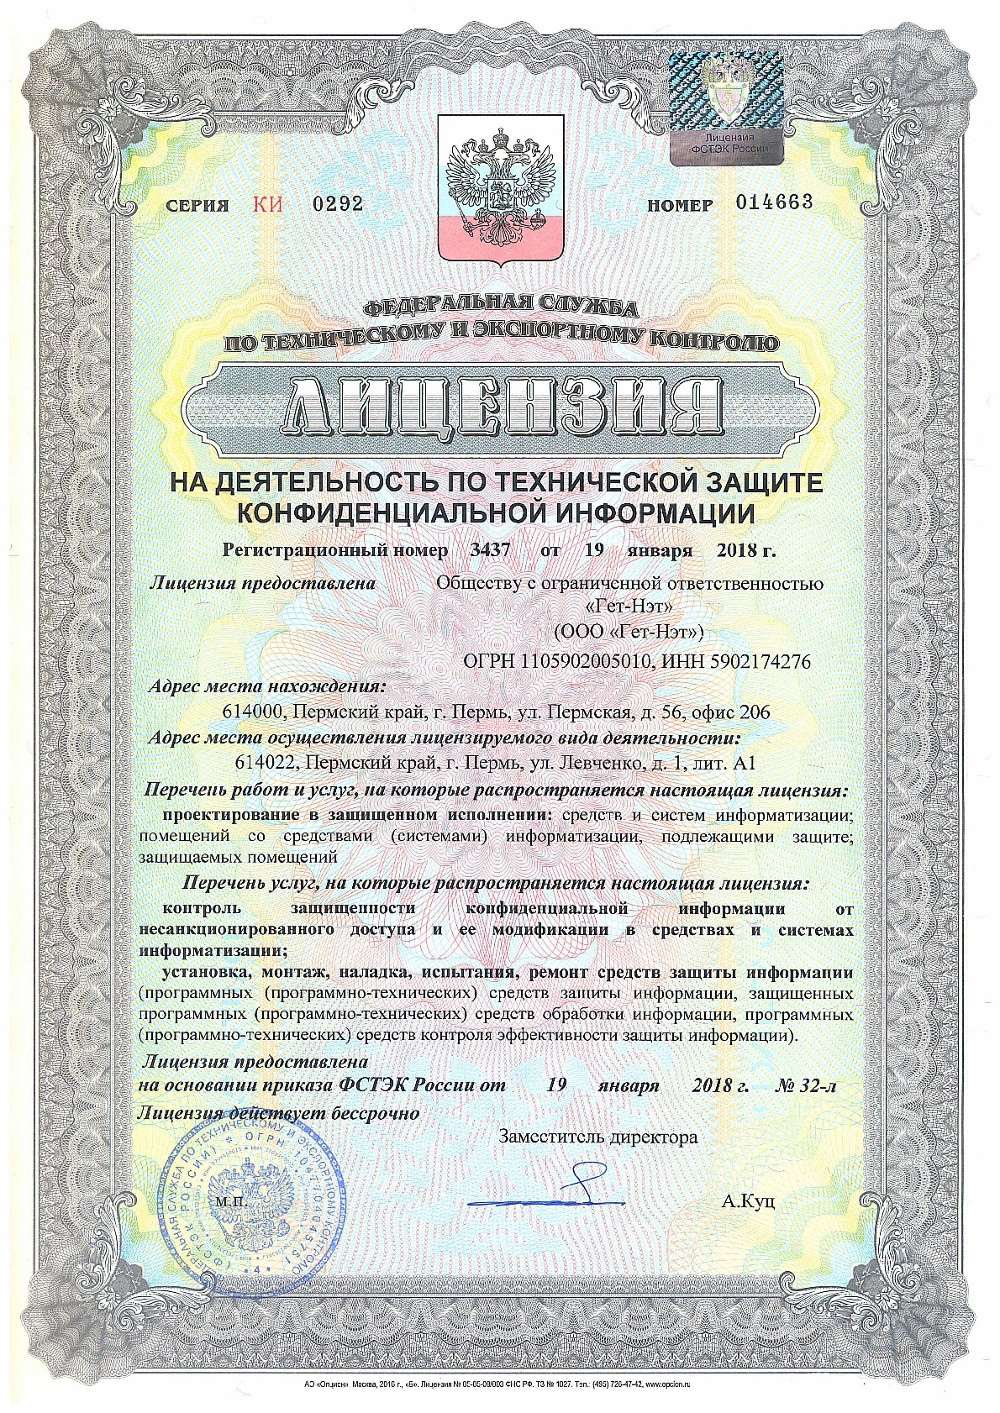 Лицензия
ФСТЭК России
СЕРИЯ КИ 0292
НОМЕР 014663
ФЕДЕРАЛЬНАЯ СЛУЖБА
ПО ТЕХНИЧЕСКОМУ И ЭКСПОРТНОМУ КОНТРОЛЮ
ЛИЦЕНЗИЯ
НА ДЕЯТЕЛЬНОСТЬ ПО ТЕХНИЧЕСКОЙ ЗАЩИТЕ
КОНФИДЕНЦИАЛЬНОЙ ИНФОРМАЦИИ
Регистрационный номер 3437 от 19 января 2018 г.
Лицензия предоставлена Обществу с ограниченной ответственностью
«Гет-Нэт»
(ООО «Гет-Нэт»)
ОГРН 1105902005010, ИНН 5902174276
Адрес места нахождения:
614000, Пермский край, г. Пермь, ул. Пермская, д. 56, офис 206
Адрес места осуществления лицензируемого вида деятельности:
614022, Пермский край, г. Пермь, ул. Левченко, д. 1, лит. А1
Перечень работ и услуг, на которые распространяется настоящая лицензия:
проектирование в защищенном исполнении: средств и систем информатизации;
помещений со средствами (системами) информатизации, подлежащими защите;
защищаемых помещений
Перечень услуг, на которые распространяется настоящая лицензия:
контроль защищенности конфиденциальной информации от
несанкционированного доступа и ее модификации в средствах и системах
информатизации;
установка, монтаж, наладка, испытания, ремонт средств защиты информации
(программных (программно-технических) средств защиты информации, защищенных
программных (программно-технических) средств обработки информации, программных
(программно-технических) средств контроля эффективности защиты информации).
Лицензия предоставлена
на основании приказа ФСТЭК России от 19 января 2018 г. № 32-л
Лицензия действует бессрочно
Заместитель директора
М.П.
А.Куц
ФЕДЕРАЛЬНАЯ СЛУЖБА ПО ТЕХНИЧЕСКОМУ И ЭКСПОРТНОМУ КОНТРОЛЮ
(ФСТЭК РОССИИ) * ОГРН 1047704045751
* 4 *
АО «Опцион», Москва, 2016 г., «Б». Лицензия № 05-05-09/003 ФНС РФ. ТЗ № 1027. Тел.: (495) 726-47-42, www.opcion.ru